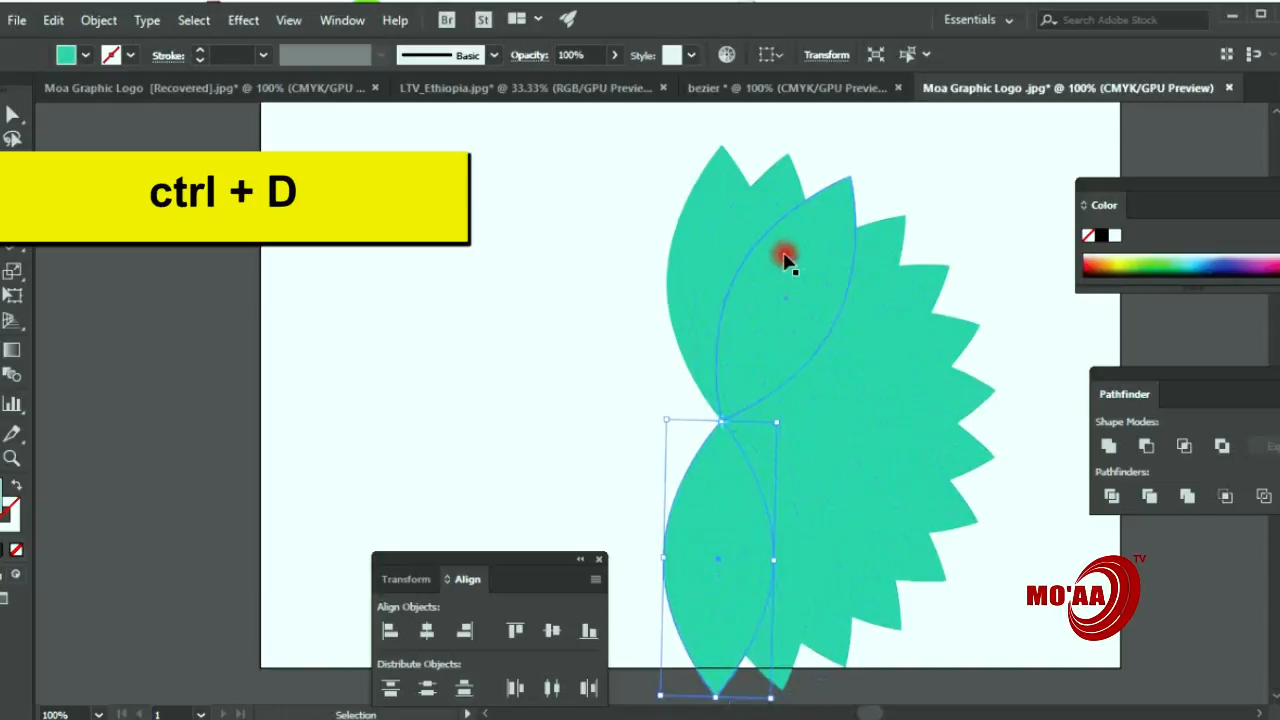 File Edit Object Type Select Effect View Window Help Br St Essentials Search Adobe Stock
Stroke: Basic Opacity: 100% Style: Transform
Moa Graphic Logo [Recovered].jpg* @ 100% (CMYK/GPU ... × LTV_Ethiopia.jpg* @ 33.33% (RGB/GPU Previe... × bezier * @ 100% (CMYK/GPU Previe... × Moa Graphic Logo .jpg* @ 100% (CMYK/GPU Preview) ×
ctrl + D
Color
Pathfinder
Shape Modes:
Pathfinders:
Transform Align
Align Objects:
Distribute Objects:
MO'AA TV
100% 1 Selection